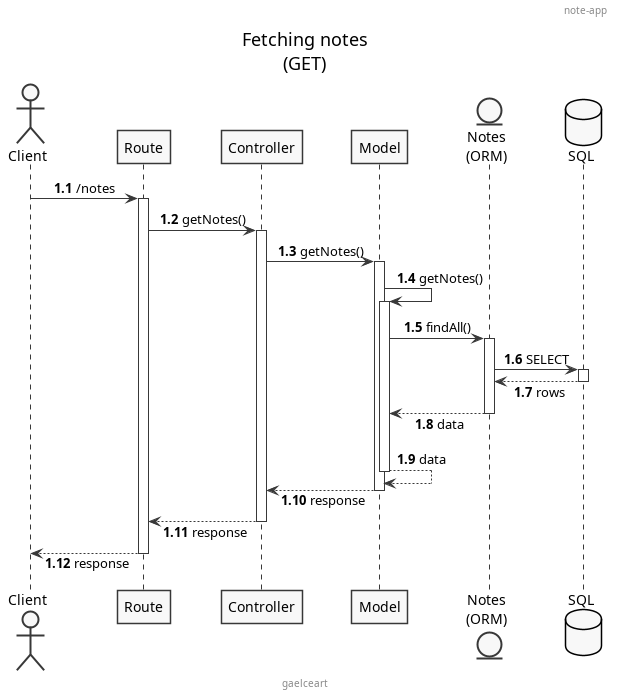 note-app
Fetching notes
(GET)
Client
Route
Controller
Model
Notes
(ORM)
SQL
1.1 /notes
1.2 getNotes()
1.3 getNotes()
1.4 getNotes()
1.5 findAll()
1.6 SELECT
1.7 rows
1.8 data
1.9 data
1.10 response
1.11 response
1.12 response
Client
Route
Controller
Model
Notes
(ORM)
SQL
gaelceart